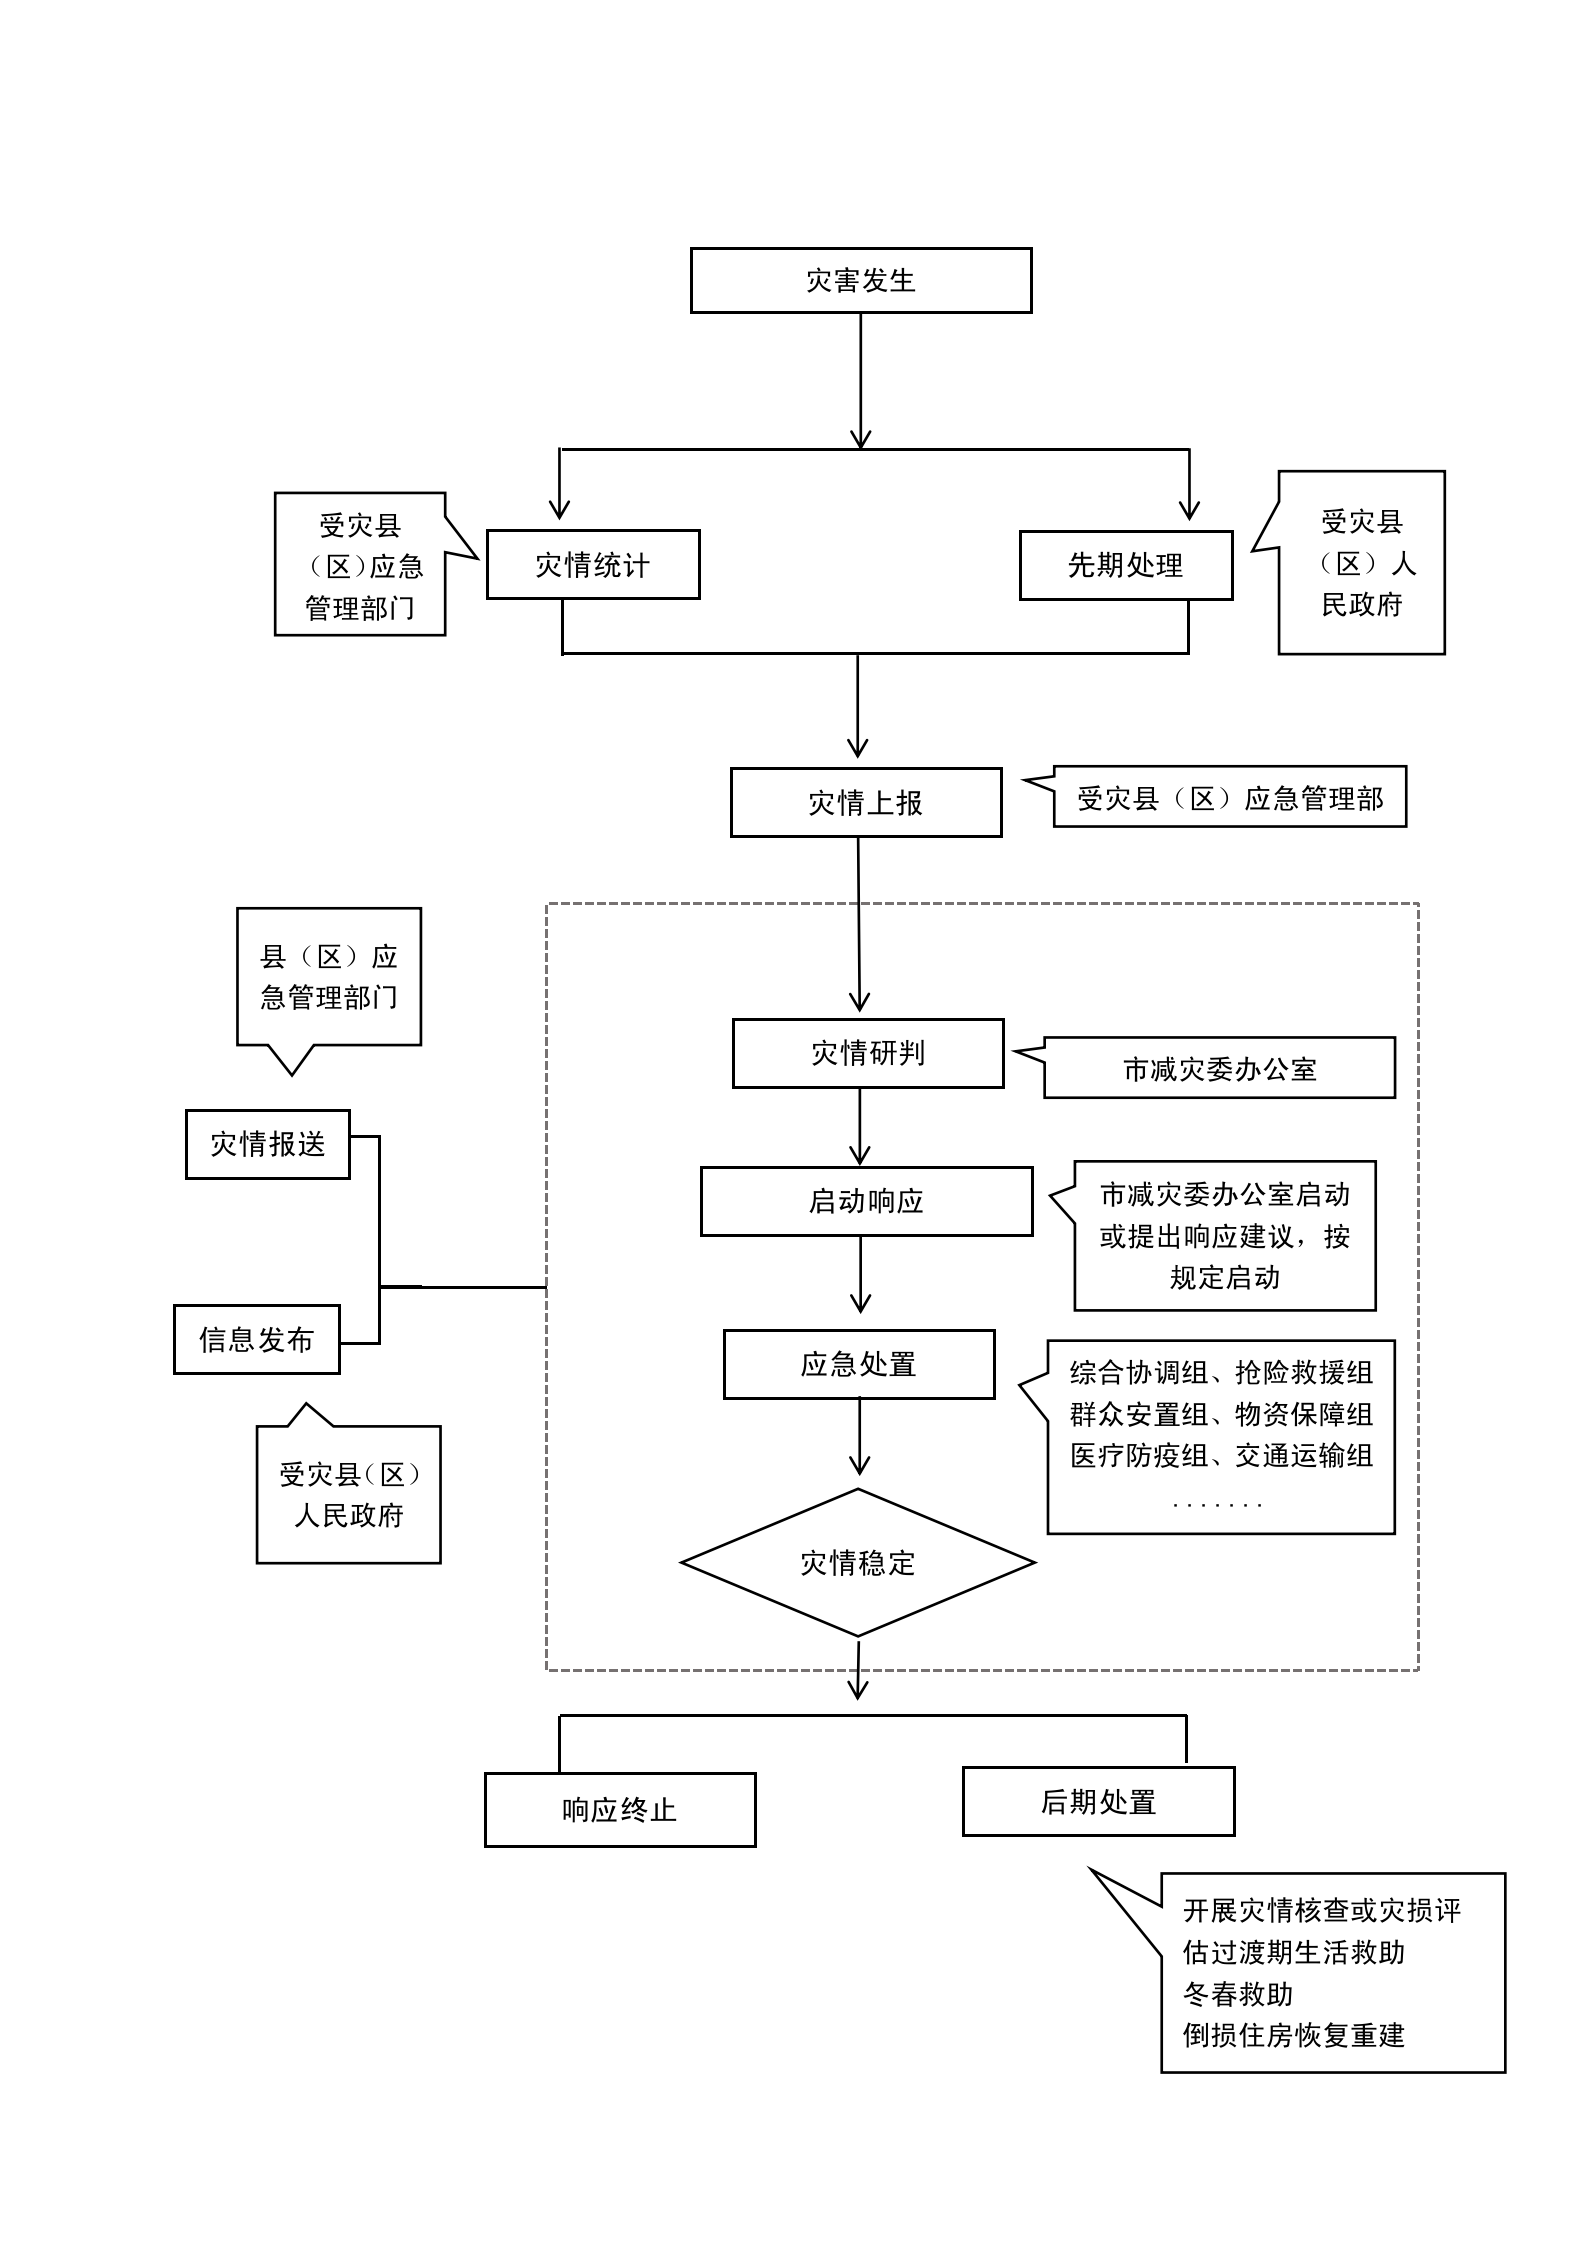 灾害发生
受灾县
（区）应急
管理部门
灾情统计
先期处理
受灾县
（区）人
民政府
灾情上报
受灾县（区）应急管理部
县（区）应
急管理部门
灾情研判
市减灾委办公室
灾情报送
启动响应
市减灾委办公室启动
或提出响应建议，按
规定启动
信息发布
应急处置
综合协调组、抢险救援组
群众安置组、物资保障组
医疗防疫组、交通运输组
.......
受灾县（区）
人民政府
灾情稳定
响应终止
后期处置
开展灾情核查或灾损评
估过渡期生活救助
冬春救助
倒损住房恢复重建